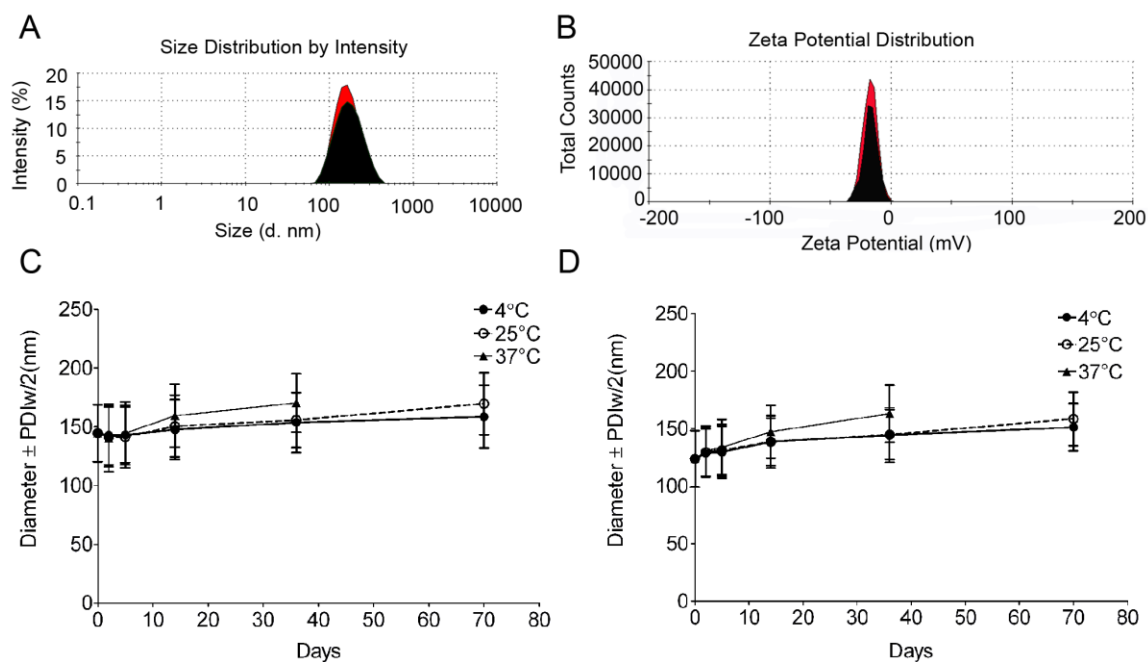 A
Size Distribution by Intensity
Intensity (%)
20
15
10
5
0
0.1
1
10
100
1000
10000
Size (d. nm)
B
Zeta Potential Distribution
Total Counts
50000
40000
30000
20000
10000
0
-200
-100
0
100
200
Zeta Potential (mV)
C
Diameter ± PDIw/2(nm)
250
200
150
100
50
0
0
10
20
30
40
50
60
70
80
Days
4°C
25°C
37°C
D
Diameter ± PDIw/2(nm)
250
200
150
100
50
0
0
10
20
30
40
50
60
70
80
Days
4°C
25°C
37°C